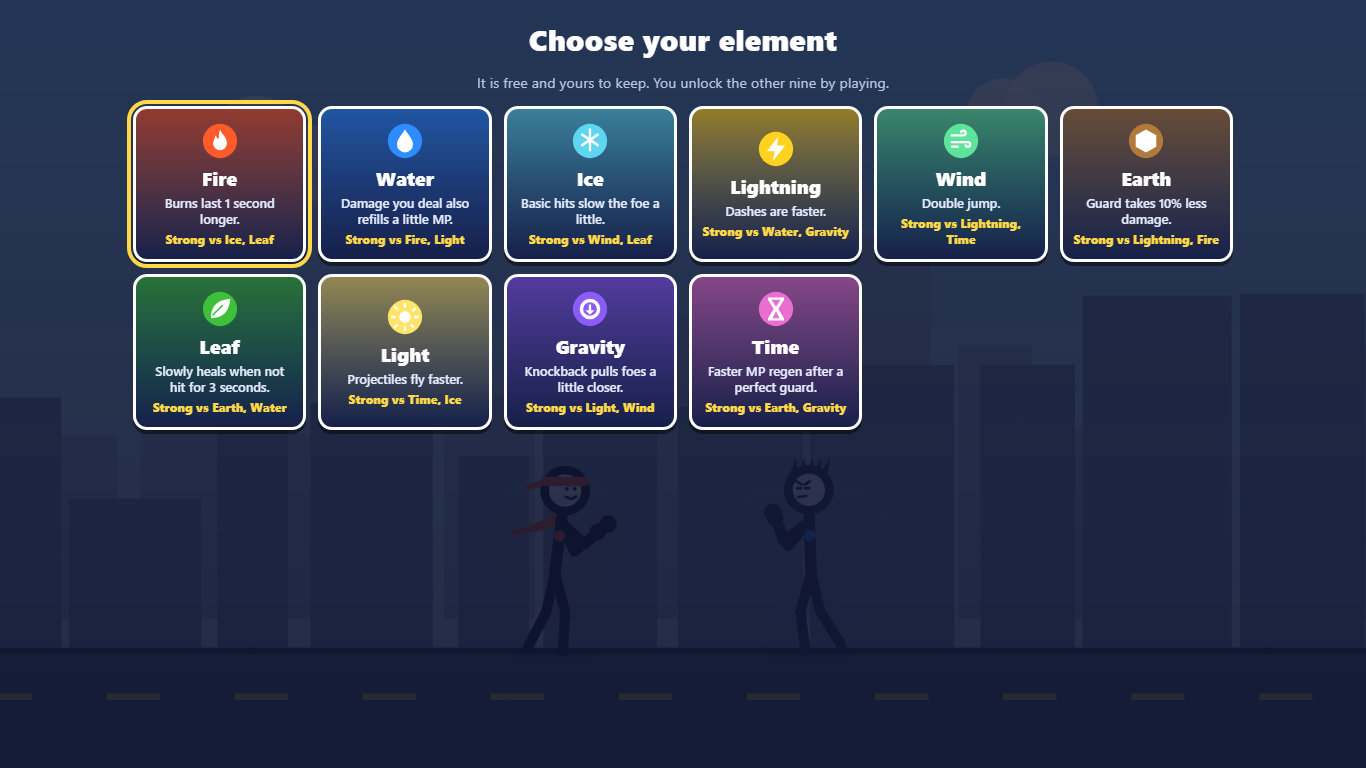 Choose your element
It is free and yours to keep. You unlock the other nine by playing.
Fire
Burns last 1 second
longer.
Strong vs Ice, Leaf
Water
Damage you deal also
refills a little MP.
Strong vs Fire, Light
Ice
Basic hits slow the foe a
little.
Strong vs Wind, Leaf
Lightning
Dashes are faster.
Strong vs Water, Gravity
Wind
Double jump.
Strong vs Lightning,
Time
Earth
Guard takes 10% less
damage.
Strong vs Lightning, Fire
Leaf
Slowly heals when not
hit for 3 seconds.
Strong vs Earth, Water
Light
Projectiles fly faster.
Strong vs Time, Ice
Gravity
Knockback pulls foes a
little closer.
Strong vs Light, Wind
Time
Faster MP regen after a
perfect guard.
Strong vs Earth, Gravity